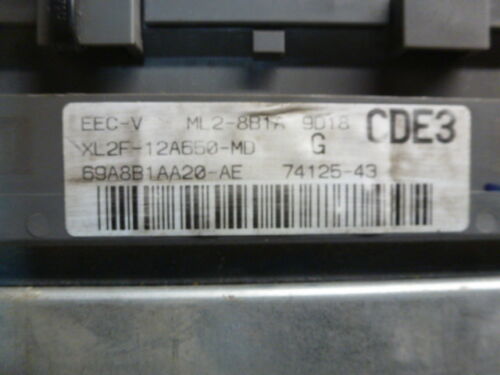 EEC-V ML2-8B1A 9018 CDE3
XL2F-12A650-MD G
69A8B1AA20-AE 74125-43